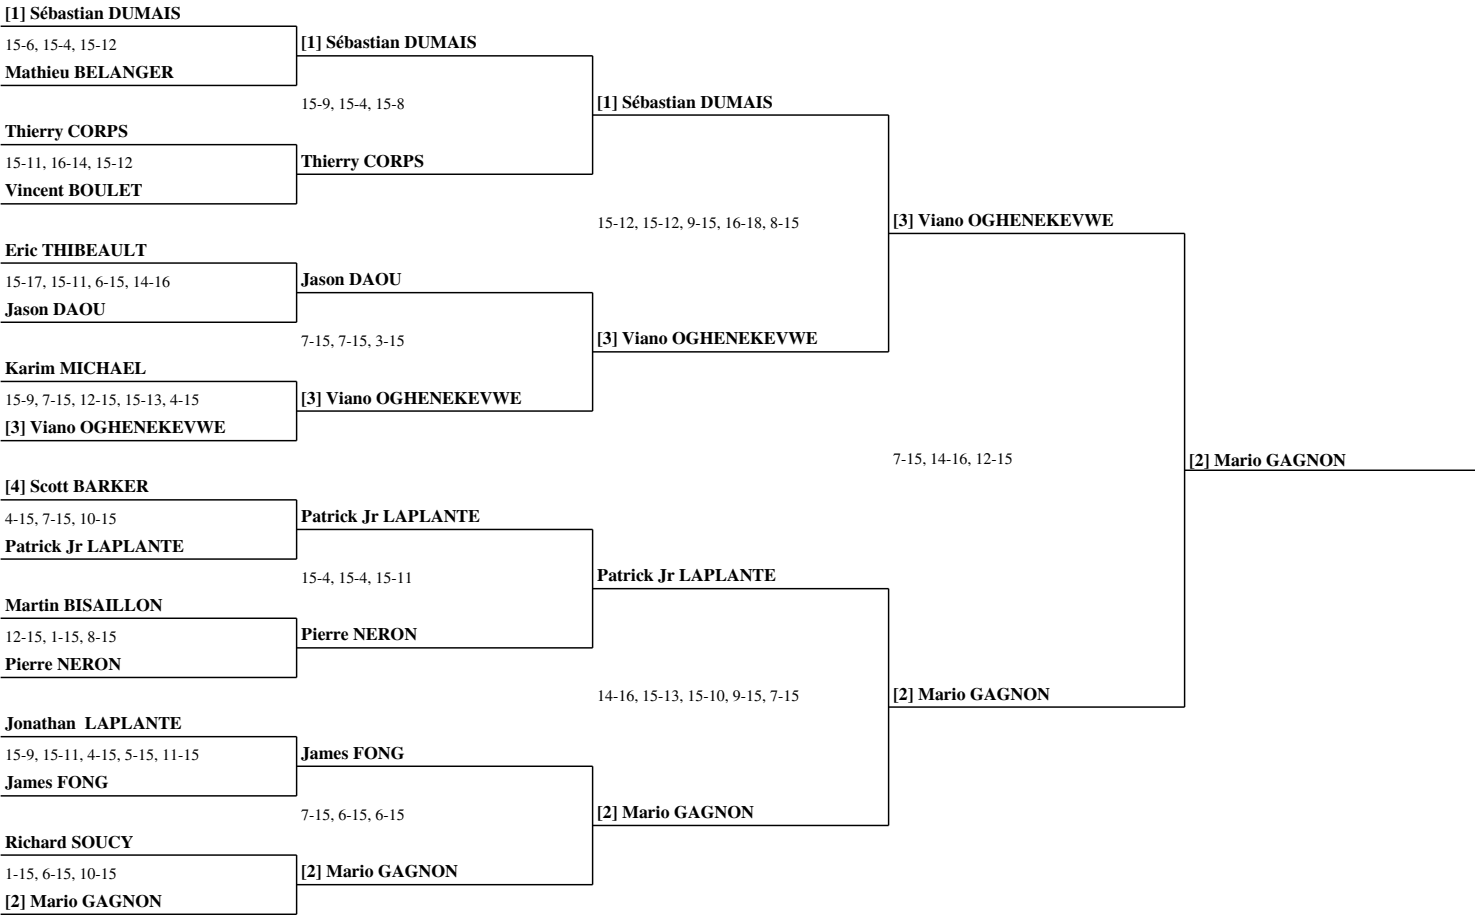 [1] Sébastian DUMAIS
15-6, 15-4, 15-12
Mathieu BELANGER
Thierry CORPS
15-11, 16-14, 15-12
Vincent BOULET
Eric THIBEAULT
15-17, 15-11, 6-15, 14-16
Jason DAOU
Karim MICHAEL
15-9, 7-15, 12-15, 15-13, 4-15
[3] Viano OGHENEKEVWE
[4] Scott BARKER
4-15, 7-15, 10-15
Patrick Jr LAPLANTE
Martin BISAILLON
12-15, 1-15, 8-15
Pierre NERON
Jonathan  LAPLANTE
15-9, 15-11, 4-15, 5-15, 11-15
James FONG
Richard SOUCY
1-15, 6-15, 10-15
[2] Mario GAGNON
[1] Sébastian DUMAIS
15-9, 15-4, 15-8
Thierry CORPS
Jason DAOU
7-15, 7-15, 3-15
[3] Viano OGHENEKEVWE
Patrick Jr LAPLANTE
15-4, 15-4, 15-11
Pierre NERON
James FONG
7-15, 6-15, 6-15
[2] Mario GAGNON
[1] Sébastian DUMAIS
15-12, 15-12, 9-15, 16-18, 8-15
[3] Viano OGHENEKEVWE
Patrick Jr LAPLANTE
14-16, 15-13, 15-10, 9-15, 7-15
[2] Mario GAGNON
[3] Viano OGHENEKEVWE
7-15, 14-16, 12-15
[2] Mario GAGNON
[2] Mario GAGNON